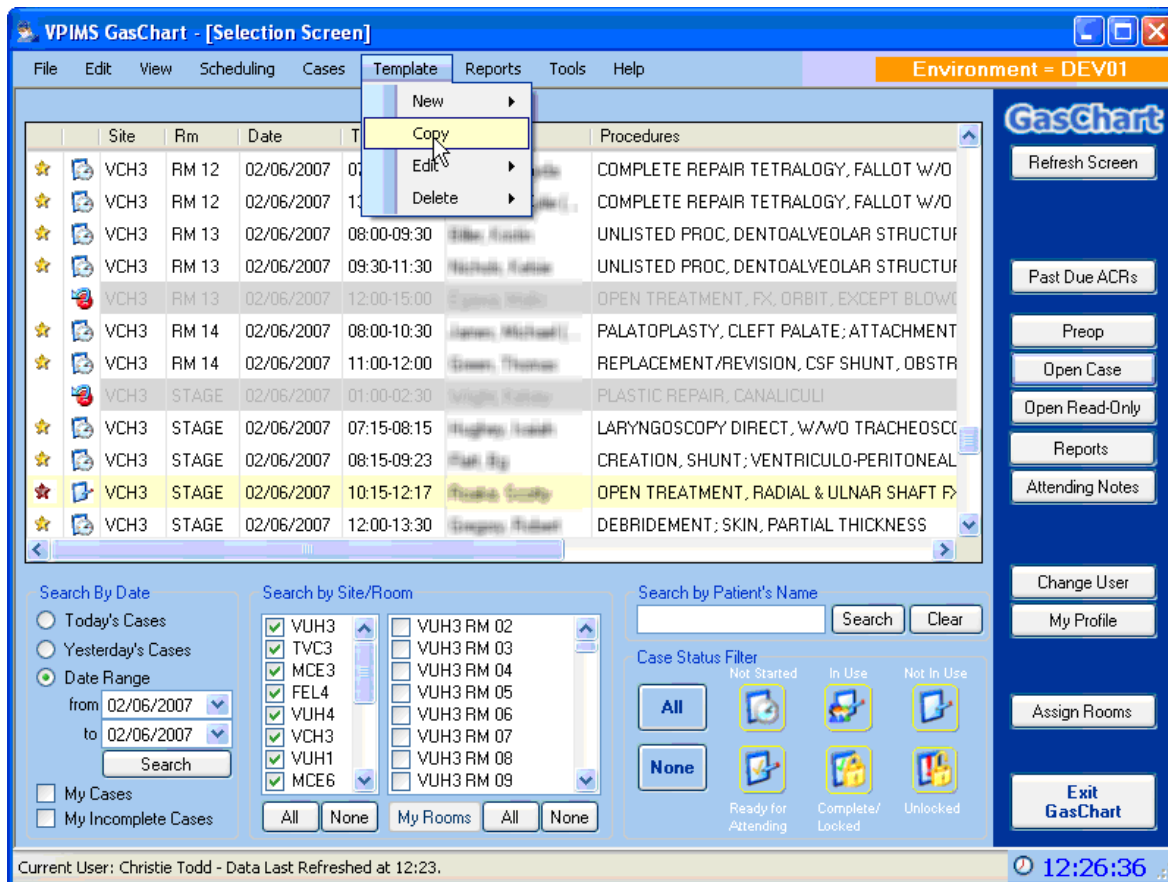 VPIMS GasChart - [Selection Screen]
File Edit View Scheduling Cases Template Reports Tools Help
Environment = DEV01
New
Copy
Edit
Delete
GasChart
Refresh Screen
Past Due ACRs
Preop
Open Case
Open Read-Only
Reports
Attending Notes
Change User
My Profile
Assign Rooms
Exit
GasChart
Site Rm Date Procedures
VCH3 RM 12 02/06/2007 COMPLETE REPAIR TETRALOGY, FALLOT W/O
VCH3 RM 12 02/06/2007 COMPLETE REPAIR TETRALOGY, FALLOT W/O
VCH3 RM 13 02/06/2007 08:00-09:30 UNLISTED PROC, DENTOALVEOLAR
VCH3 RM 13 02/06/2007 09:30-11:30 UNLISTED PROC, DENTOALVEOLAR
VCH3 RM 13 02/06/2007 12:00-15:00 OPEN TREATMENT, FX, ORBIT, EXCEPT
VCH3 RM 14 02/06/2007 08:00-10:30 PALATOPLASTY, CLEFT PALATE; ATTACHMENT
VCH3 RM 14 02/06/2007 11:00-12:00 REPLACEMENT/REVISION, CSF SHUNT, OBSTR
VCH3 STAGE 02/06/2007 01:00-02:30 PLASTIC REPAIR, CANALICULI
VCH3 STAGE 02/06/2007 07:15-08:15 LARYNGOSCOPY DIRECT, W/WO
VCH3 STAGE 02/06/2007 08:15-09:23 CREATION, SHUNT; VENTRICULO-PERITONEAL
VCH3 STAGE 02/06/2007 10:15-12:17 OPEN TREATMENT, RADIAL & ULNAR SHAFT
VCH3 STAGE 02/06/2007 12:00-13:30 DEBRIDEMENT; SKIN, PARTIAL THICKNESS
Search By Date
Today's Cases
Yesterday's Cases
Date Range
from 02/06/2007
to 02/06/2007
Search
My Cases
My Incomplete Cases
Search by Site/Room
VUH3 VUH3 RM 02
TVC3 VUH3 RM 03
MCE3 VUH3 RM 04
FEL4 VUH3 RM 05
VUH4 VUH3 RM 06
VCH3 VUH3 RM 07
VUH1 VUH3 RM 08
MCE6 VUH3 RM 09
All None My Rooms All None
Search by Patient's Name
Search Clear
Case Status Filter
Not Started In Use Not In Use
All
None
Ready for Attending
Complete/ Locked
Unlocked
Current User: Christie Todd - Data Last Refreshed at 12:23.
12:26:36